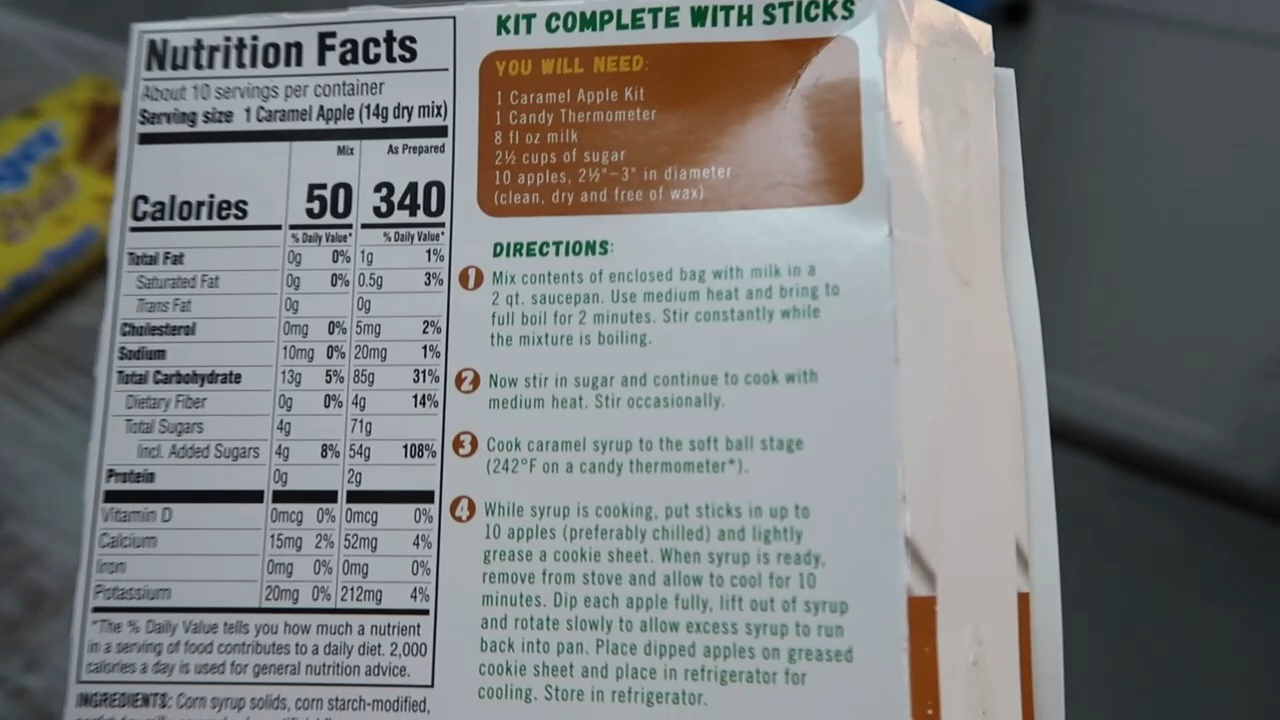 Nutrition Facts
About 10 servings per container
Serving size 1 Caramel Apple (14g dry mix)
Mix As Prepared
Calories 50 340
% Daily Value* % Daily Value*
Total Fat 0g 0% 1g 1%
Saturated Fat 0g 0% 0.5g 3%
Trans Fat 0g 0g
Cholesterol 0mg 0% 5mg 2%
Sodium 10mg 0% 20mg 1%
Total Carbohydrate 13g 5% 85g 31%
Dietary Fiber 0g 0% 4g 14%
Total Sugars 4g 71g
Incl. Added Sugars 4g 8% 54g 108%
Protein 0g 2g
Vitamin D 0mcg 0% 0mcg 0%
Calcium 15mg 2% 52mg 4%
Iron 0mg 0% 0mg 0%
Potassium 20mg 0% 212mg 4%
*The % Daily Value tells you how much a nutrient
in a serving of food contributes to a daily diet. 2,000
calories a day is used for general nutrition advice.
INGREDIENTS: Corn syrup solids, corn starch-modified,
KIT COMPLETE WITH STICKS
YOU WILL NEED:
1 Caramel Apple Kit
1 Candy Thermometer
8 fl oz milk
2½ cups of sugar
10 apples, 2½"-3" in diameter
(clean, dry and free of wax)
DIRECTIONS:
1 Mix contents of enclosed bag with milk in a
2 qt. saucepan. Use medium heat and bring to
full boil for 2 minutes. Stir constantly while
the mixture is boiling.
2 Now stir in sugar and continue to cook with
medium heat. Stir occasionally.
3 Cook caramel syrup to the soft ball stage
(242°F on a candy thermometer*).
4 While syrup is cooking, put sticks in up to
10 apples (preferably chilled) and lightly
grease a cookie sheet. When syrup is ready,
remove from stove and allow to cool for 10
minutes. Dip each apple fully, lift out of syrup
and rotate slowly to allow excess syrup to run
back into pan. Place dipped apples on greased
cookie sheet and place in refrigerator for
cooling. Store in refrigerator.